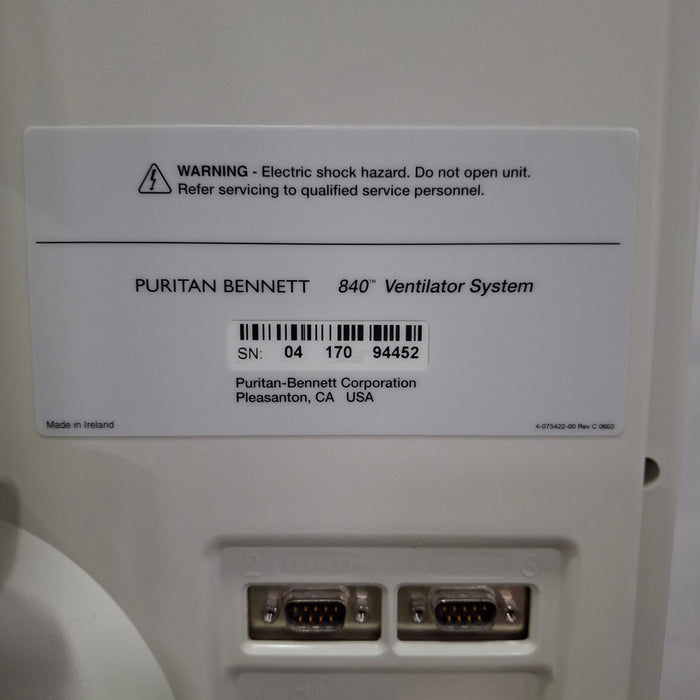 WARNING - Electric shock hazard. Do not open unit.
Refer servicing to qualified service personnel.
PURITAN BENNETT 840™ Ventilator System
SN: 04 170 94452
Puritan-Bennett Corporation
Pleasanton, CA USA
Made in Ireland 4-075422-00 Rev C 0603
2 IOIOI IOIOI 3